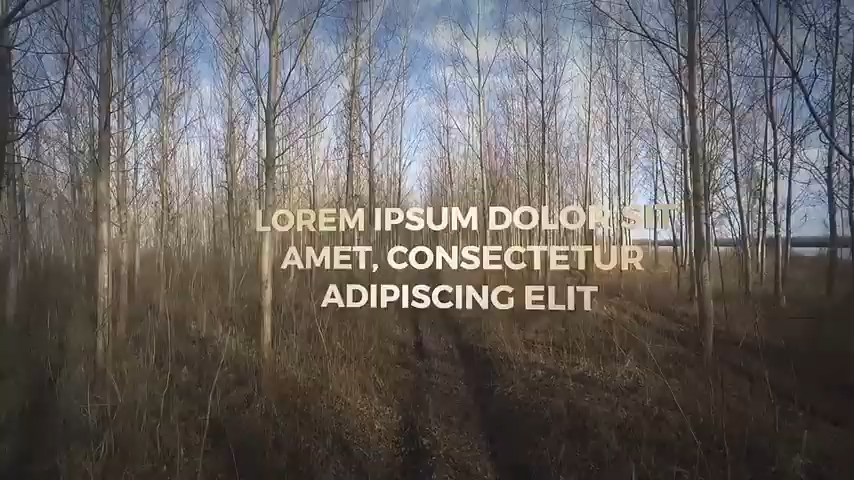 LOREM IPSUM DOLOR SIT
AMET, CONSECTETUR
ADIPISCING ELIT